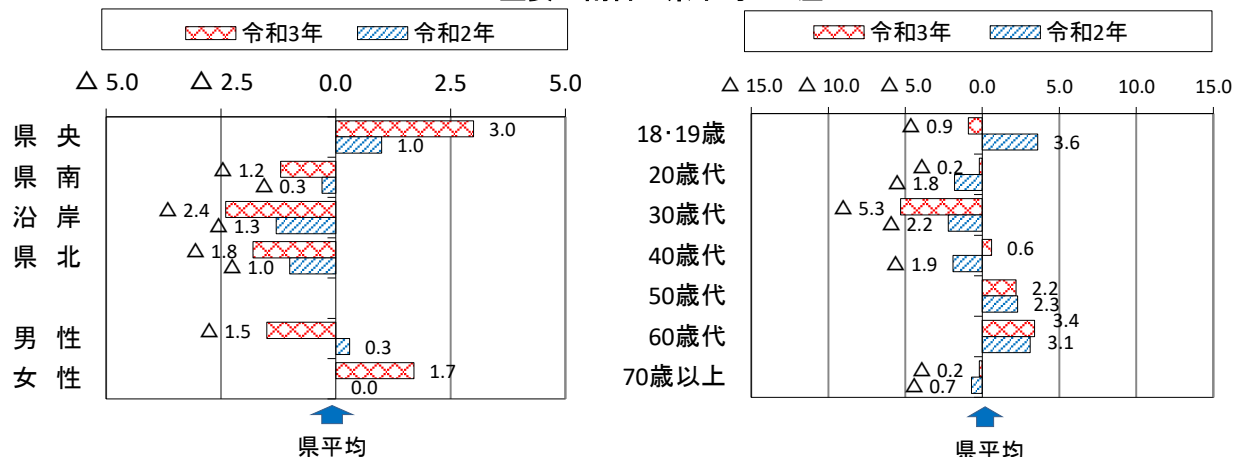 令和3年 令和2年
△ 5.0 △ 2.5 0.0 2.5 5.0
県 央 3.0
1.0
県 南 △ 1.2
△ 0.3
沿 岸 △ 2.4
△ 1.3
県 北 △ 1.8
△ 1.0
男 性 △ 1.5
0.3
女 性 1.7
0.0
県平均
令和3年 令和2年
△ 15.0 △ 10.0 △ 5.0 0.0 5.0 10.0 15.0
18・19歳 △ 0.9
3.6
20歳代 △ 0.2
△ 1.8
30歳代 △ 5.3
△ 2.2
40歳代 0.6
△ 1.9
50歳代 2.2
2.3
60歳代 3.4
3.1
70歳以上 △ 0.2
△ 0.7
県平均